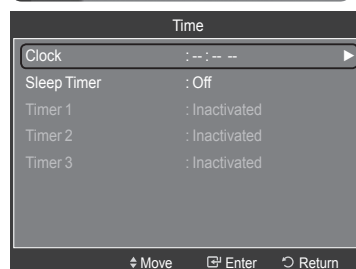 Time
Clock : -- : -- --
Sleep Timer : Off
Timer 1 : Inactivated
Timer 2 : Inactivated
Timer 3 : Inactivated
Move Enter Return